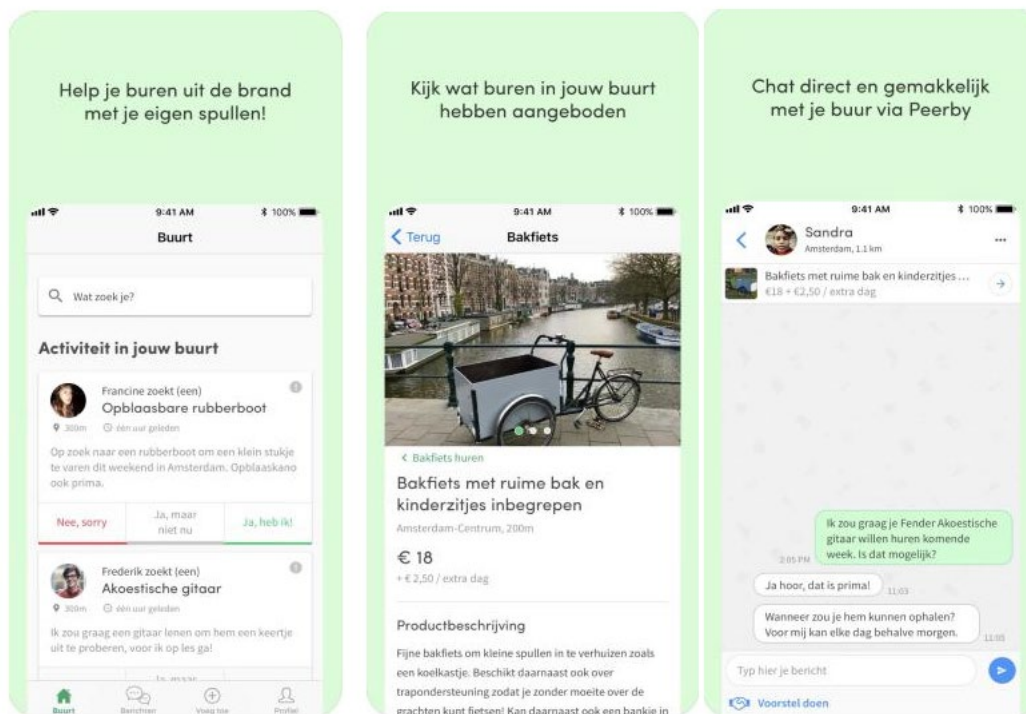 Help je buren uit de brand
met je eigen spullen!
9:41 AM
100%
Buurt
Wat zoek je?
Activiteit in jouw buurt
Francine zoekt (een)
Opblaasbare rubberboot
300m
één uur geleden
Op zoek naar een rubberboot om een klein stukje
te varen dit weekend in Amsterdam. Opblaaskano
ook prima.
Nee, sorry
Ja, maar
niet nu
Ja, heb ik!
Frederik zoekt (een)
Akoestische gitaar
300m
één uur geleden
Ik zou graag een gitaar lenen om hem een keertje
uit te proberen, voor ik op les ga!
Ja, maar
Buurt
Berichten
Voeg toe
Profiel
Kijk wat buren in jouw buurt
hebben aangeboden
9:41 AM
100%
Terug
Bakfiets
Bakfiets huren
Bakfiets met ruime bak en
kinderzitjes inbegrepen
Amsterdam-Centrum, 200m
€ 18
+ € 2,50 / extra dag
Productbeschrijving
Fijne bakfiets om kleine spullen in te verhuizen zoals
een koelkastje. Beschikt daarnaast ook over
trapondersteuning zodat je zonder moeite over de
grachten kunt fietsen! Kan daarnaast ook een bankje in
Chat direct en gemakkelijk
met je buur via Peerby
9:41 AM
100%
Sandra
Amsterdam, 1.1 km
Bakfiets met ruime bak en kinderzitjes ...
€18 + €2,50 / extra dag
Ik zou graag je Fender Akoestische
gitaar willen huren komende
week. Is dat mogelijk?
2:05 PM
Ja hoor, dat is prima!
11:03
Wanneer zou je hem kunnen ophalen?
Voor mij kan elke dag behalve morgen.
11:05
Typ hier je bericht
Voorstel doen